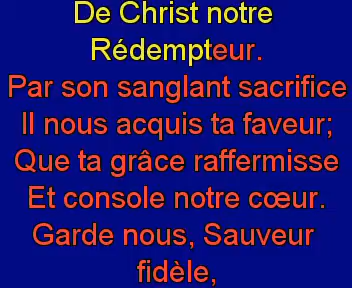 De Christ notre
Rédempteur.
Par son sanglant sacrifice
Il nous acquis ta faveur;
Que ta grâce raffermisse
Et console notre cœur.
Garde nous, Sauveur
fidèle,